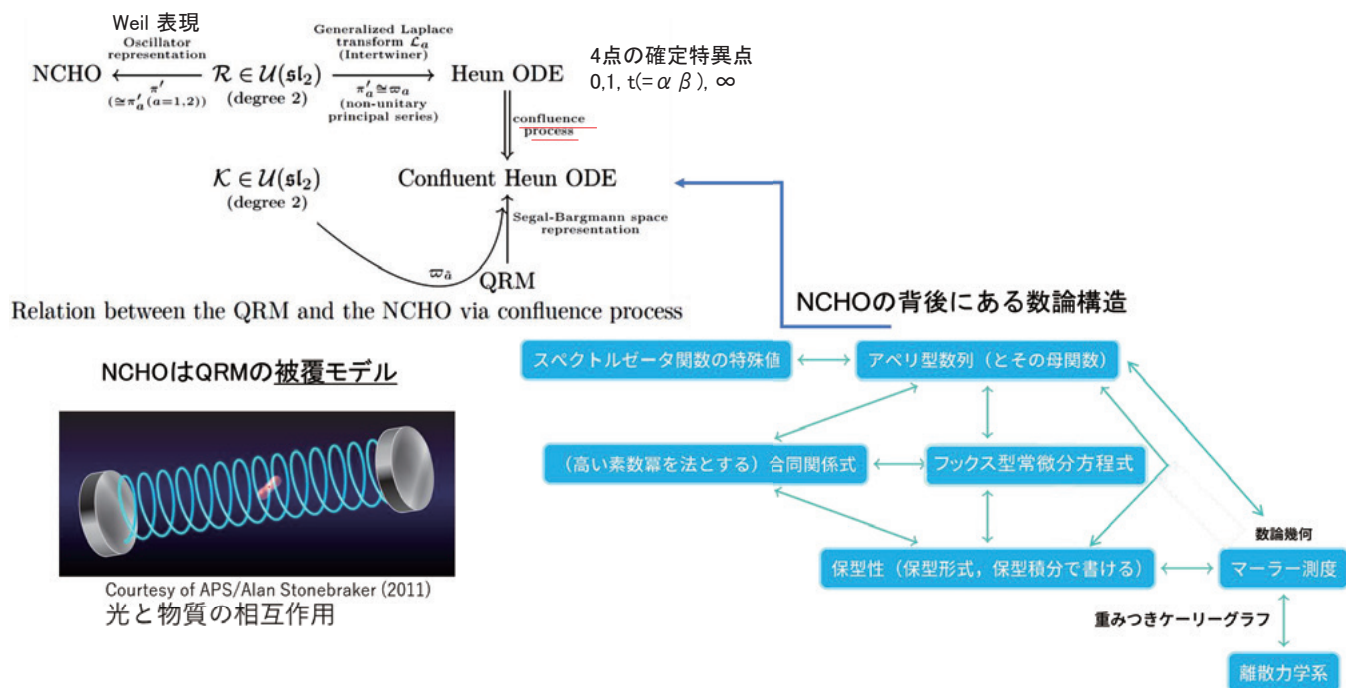 Weil 表現
Oscillator
representation
NCHO
π′
(≅π′ₐ (a=1,2))
R ∈ U(𝔰𝔩₂)
(degree 2)
Generalized Laplace
transform 𝓛ₐ
(Intertwiner)
π′ₐ ≅ ϖₐ
(non-unitary
principal series)
Heun ODE
4点の確定特異点
0,1, t(=αβ), ∞
confluence
process
K ∈ U(𝔰𝔩₂)
(degree 2)
Confluent Heun ODE
Segal-Bargmann space
representation
ϖã
QRM
Relation between the QRM and the NCHO via confluence process
NCHOの背後にある数論構造
NCHOはQRMの被覆モデル
Courtesy of APS/Alan Stonebraker (2011)
光と物質の相互作用
スペクトルゼータ関数の特殊値
アペリ型数列（とその母関数）
（高い素数冪を法とする）合同関係式
フックス型常微分方程式
保型性（保型形式，保型積分で書ける）
数論幾何
マーラー測度
重みつきケーリーグラフ
離散力学系